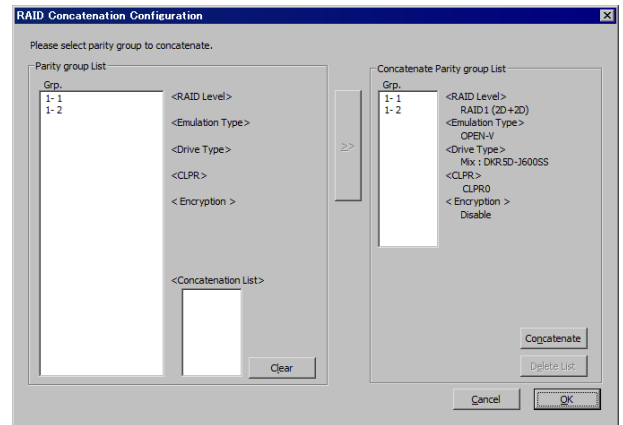 RAID Concatenation Configuration
Please select parity group to concatenate.
Parity group List
Grp.
1- 1
1- 2
<RAID Level>
<Emulation Type>
<Drive Type>
<CLPR>
< Encryption >
<Concatenation List>
Clear
>>
Concatenate Parity group List
Grp.
1- 1
1- 2
<RAID Level>
RAID1 (2D+2D)
<Emulation Type>
OPEN-V
<Drive Type>
Mix : DKR5D-J600SS
<CLPR>
CLPR0
< Encryption >
Disable
Concatenate
Delete List
Cancel
OK